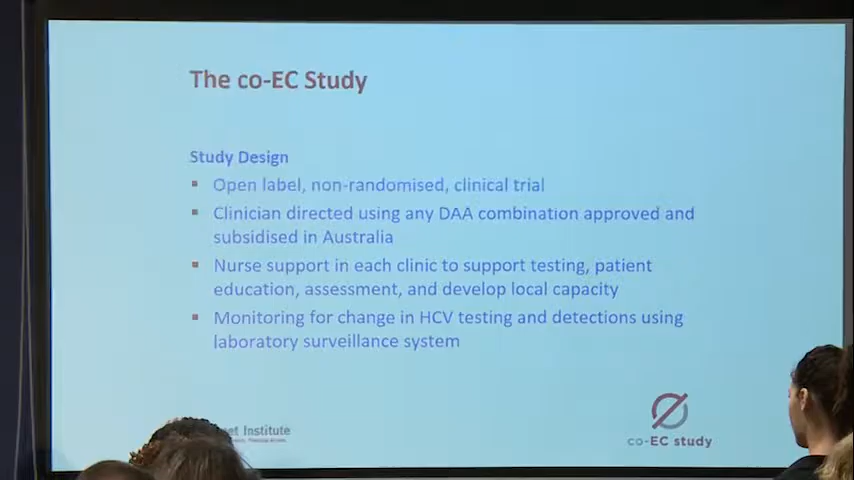 The co-EC Study
Study Design
▪ Open label, non-randomised, clinical trial
▪ Clinician directed using any DAA combination approved and
subsidised in Australia
▪ Nurse support in each clinic to support testing, patient
education, assessment, and develop local capacity
▪ Monitoring for change in HCV testing and detections using
laboratory surveillance system
Institute
co-EC study